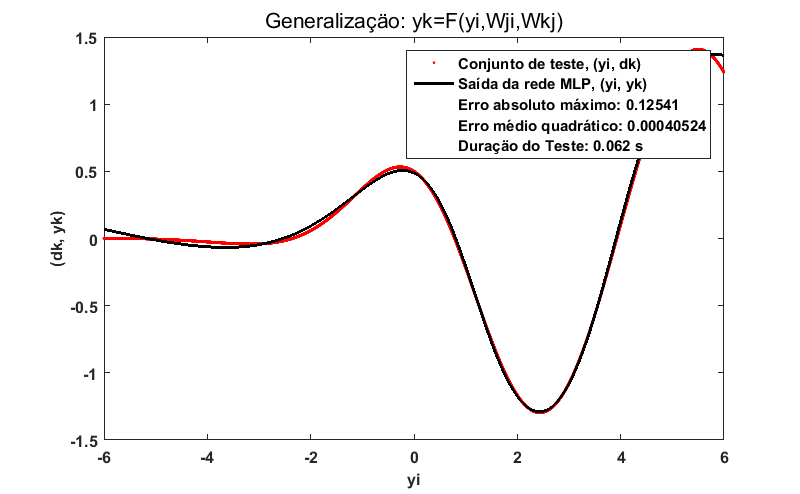 Generalização: yk=F(yi,Wji,Wkj)
1.5
1
0.5
0
-0.5
-1
-1.5
(dk, yk)
Conjunto de teste, (yi, dk)
Saída da rede MLP, (yi, yk)
Erro absoluto máximo: 0.12541
Erro médio quadrático: 0.00040524
Duração do Teste: 0.062 s
-6
-4
-2
0
2
4
6
yi